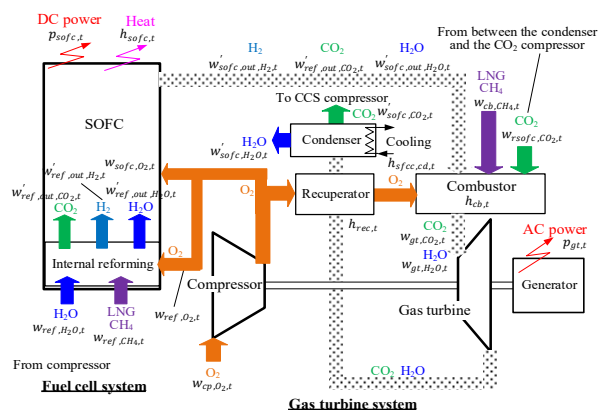 DC power
p_sofc,t
Heat
h_sofc,t
SOFC
H₂
w'_sofc,out,H₂,t
CO₂
w'_ref,out,CO₂,t
H₂O
w'_sofc,out,H₂O,t
From between the condenser
and the CO₂ compressor
LNG
CH₄
w_cb,CH₄,t
CO₂
w_rsofc,CO₂,t
To CCS compressor
CO₂ w'_sofc,CO₂,t
H₂O
w'_sofc,H₂O,t
Condenser
Cooling
h_sfcc,cd,t
w_sofc,O₂,t
w'_ref,out,H₂,t
w'_ref,out,CO₂,t
w'_ref,out,H₂O,t
CO₂
H₂
H₂O
O₂
Recuperator
h_rec,t
O₂
Combustor
h_cb,t
Internal reforming
O₂
Compressor
CO₂
w_gt,CO₂,t
H₂O
w_gt,H₂O,t
AC power
p_gt,t
Generator
Gas turbine
H₂O
w_ref,H₂O,t
LNG
CH₄
w_ref,CH₄,t
w_ref,O₂,t
From compressor
O₂
w_cp,O₂,t
CO₂ H₂O
Fuel cell system
Gas turbine system